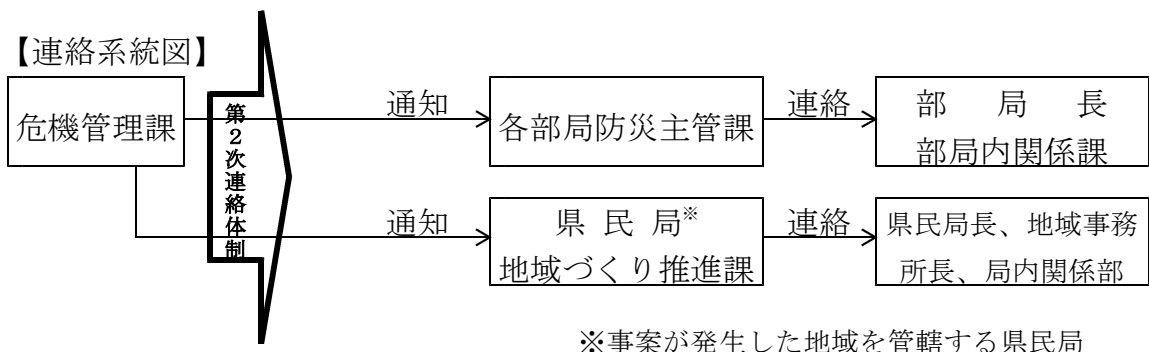 【連絡系統図】
危機管理課
第2次連絡体制
通知
各部局防災主管課
連絡
部局長
部局内関係課
通知
県民局※
地域づくり推進課
連絡
県民局長、地域事務
所長、局内関係部
※事案が発生した地域を管轄する県民局